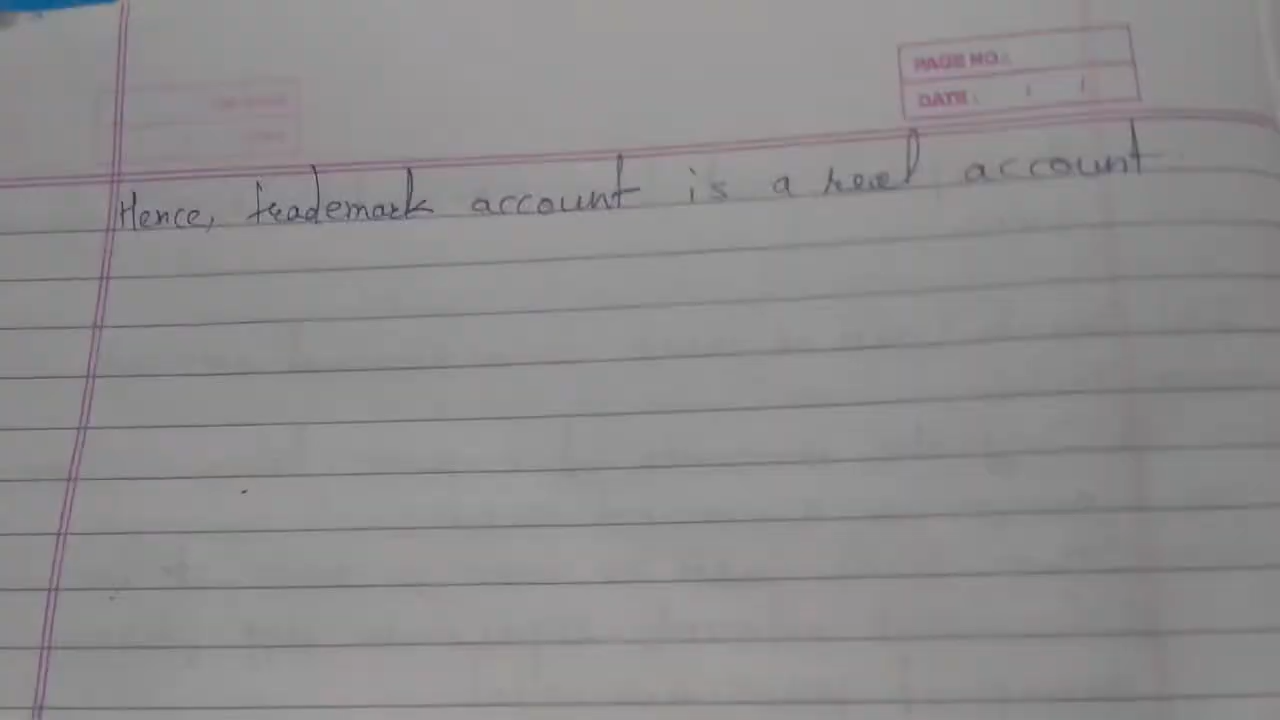 PAGE NO.:
DATE: / /
Hence, trademark account is a real account